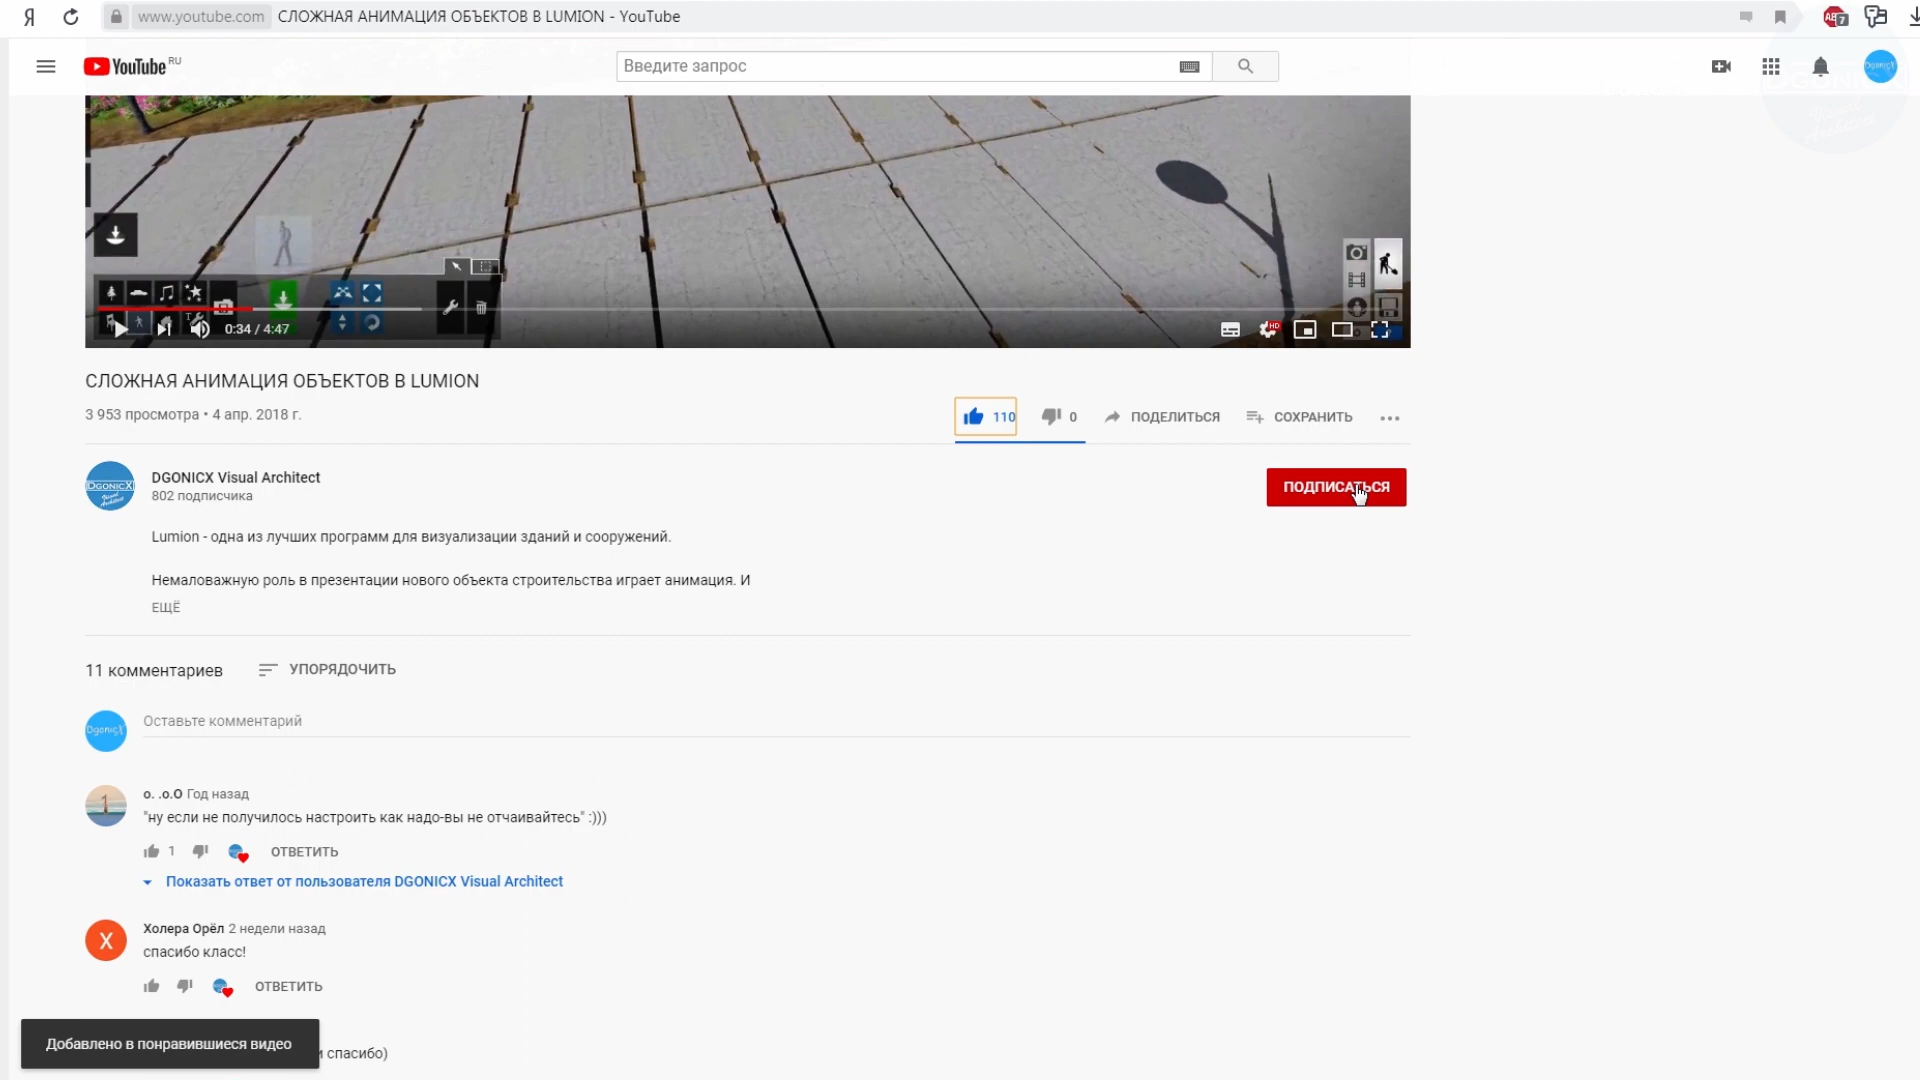 Я
www.youtube.com СЛОЖНАЯ АНИМАЦИЯ ОБЪЕКТОВ В LUMION - YouTube
7
YouTube RU
Введите запрос
0:34 / 4:47
HD
СЛОЖНАЯ АНИМАЦИЯ ОБЪЕКТОВ В LUMION
3 953 просмотра • 4 апр. 2018 г.
110
0
ПОДЕЛИТЬСЯ
СОХРАНИТЬ
DGONICX Visual Architect
802 подписчика
ПОДПИСАТЬСЯ
Lumion - одна из лучших программ для визуализации зданий и сооружений.
Немаловажную роль в презентации нового объекта строительства играет анимация. И
ЕЩЁ
11 комментариев
УПОРЯДОЧИТЬ
Оставьте комментарий
о. .о.О Год назад
"ну если не получилось настроить как надо-вы не отчаивайтесь" :)))
1
ОТВЕТИТЬ
Показать ответ от пользователя DGONICX Visual Architect
Х
Холера Орёл 2 недели назад
спасибо класс!
ОТВЕТИТЬ
Добавлено в понравившиеся видео
спасибо)